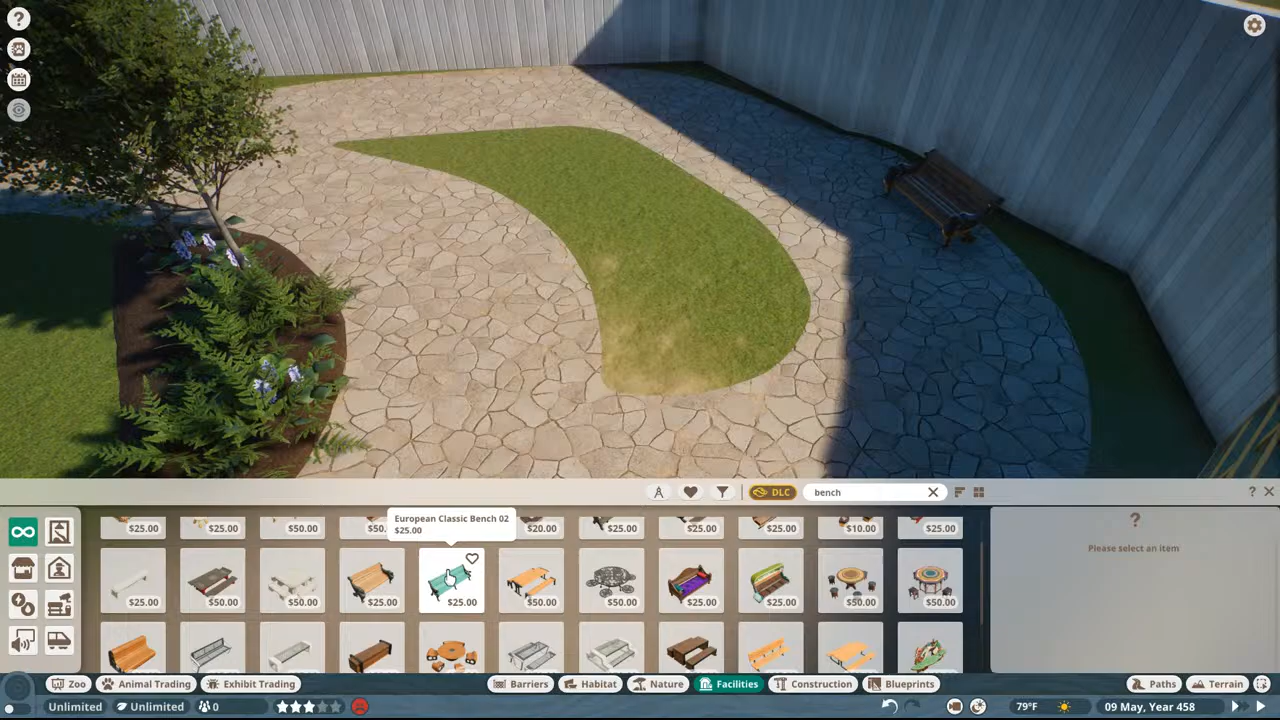 ?
DLC
bench
?
European Classic Bench 02
$25.00
$25.00
$25.00
$50.00
$50.
$20.00
$25.00
$25.00
$25.00
$10.00
$25.00
?
Please select an item
$25.00
$50.00
$50.00
$25.00
$25.00
$50.00
$50.00
$25.00
$25.00
$50.00
$50.00
Zoo
Animal Trading
Exhibit Trading
Barriers
Habitat
Nature
Facilities
Construction
Blueprints
Paths
Terrain
Unlimited
Unlimited
0
79°F
09 May, Year 458